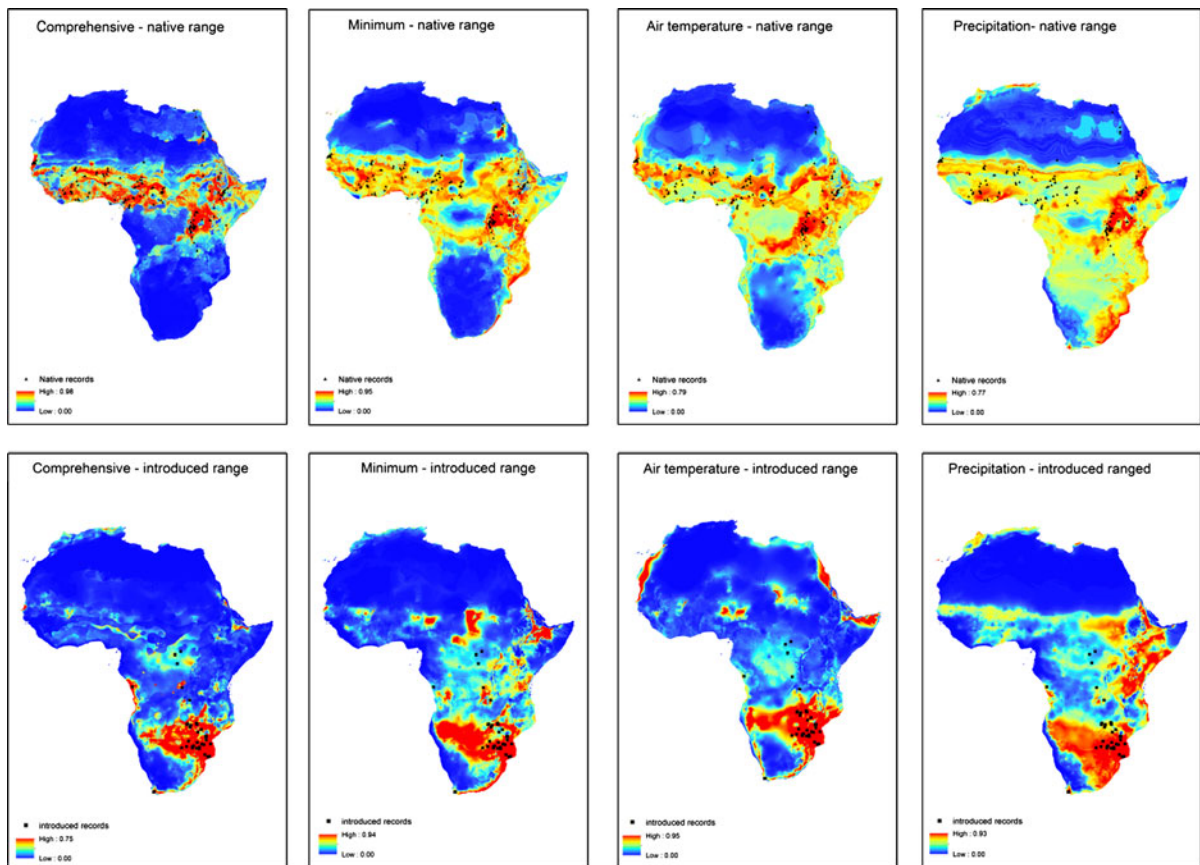 Comprehensive - native range
Minimum - native range
Air temperature - native range
Precipitation- native range
Native records
High : 0.98
Low : 0.00
Native records
High : 0.95
Low : 0.00
Native records
High : 0.79
Low : 0.00
Native records
High : 0.77
Low : 0.00
Comprehensive - introduced range
Minimum - introduced range
Air temperature - introduced range
Precipitation - introduced ranged
introduced records
High : 0.75
Low : 0.00
introduced records
High : 0.94
Low : 0.00
introduced records
High : 0.95
Low : 0.00
introduced records
High : 0.93
Low : 0.00